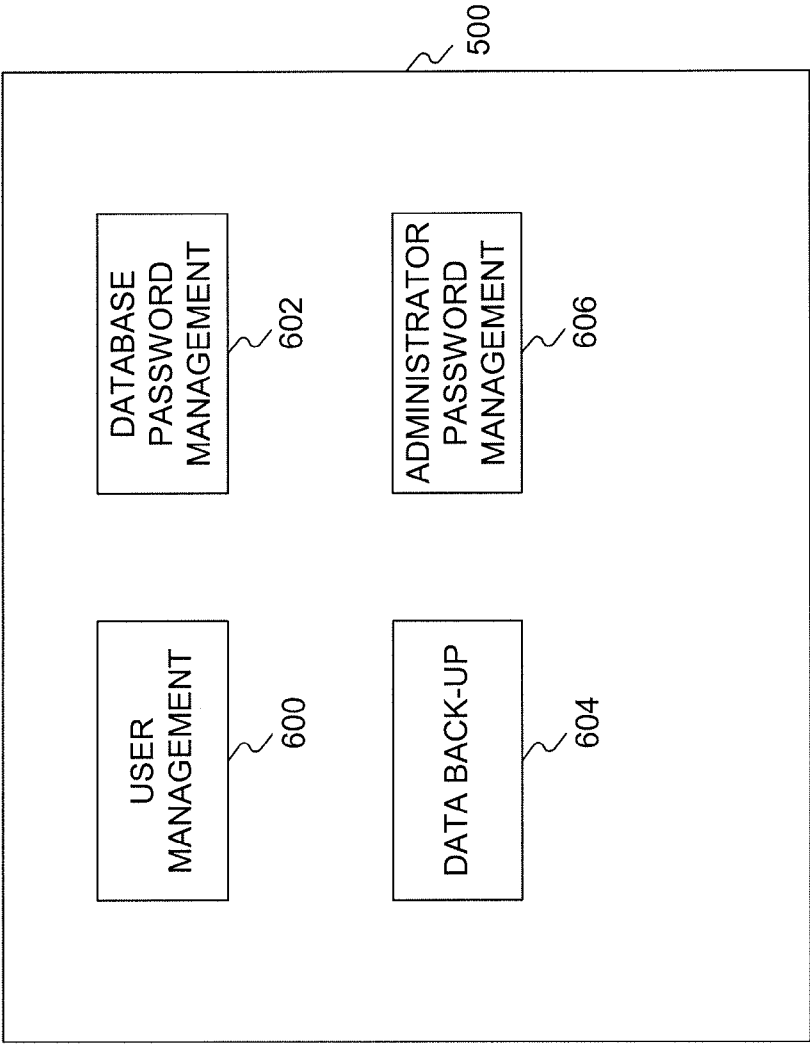 500
USER
MANAGEMENT
600
DATABASE
PASSWORD
MANAGEMENT
602
DATA BACK-UP
604
ADMINISTRATOR
PASSWORD
MANAGEMENT
606